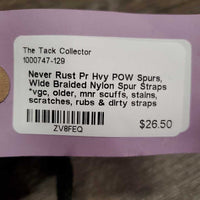 The Tack Collector
1000747-129
Never Rust Pr Hvy POW Spurs,
Wide Braided Nylon Spur Straps
*vgc, older, mnr scuffs, stains,
scratches, rubs & dirty straps
ZV8FEQ
$26.50